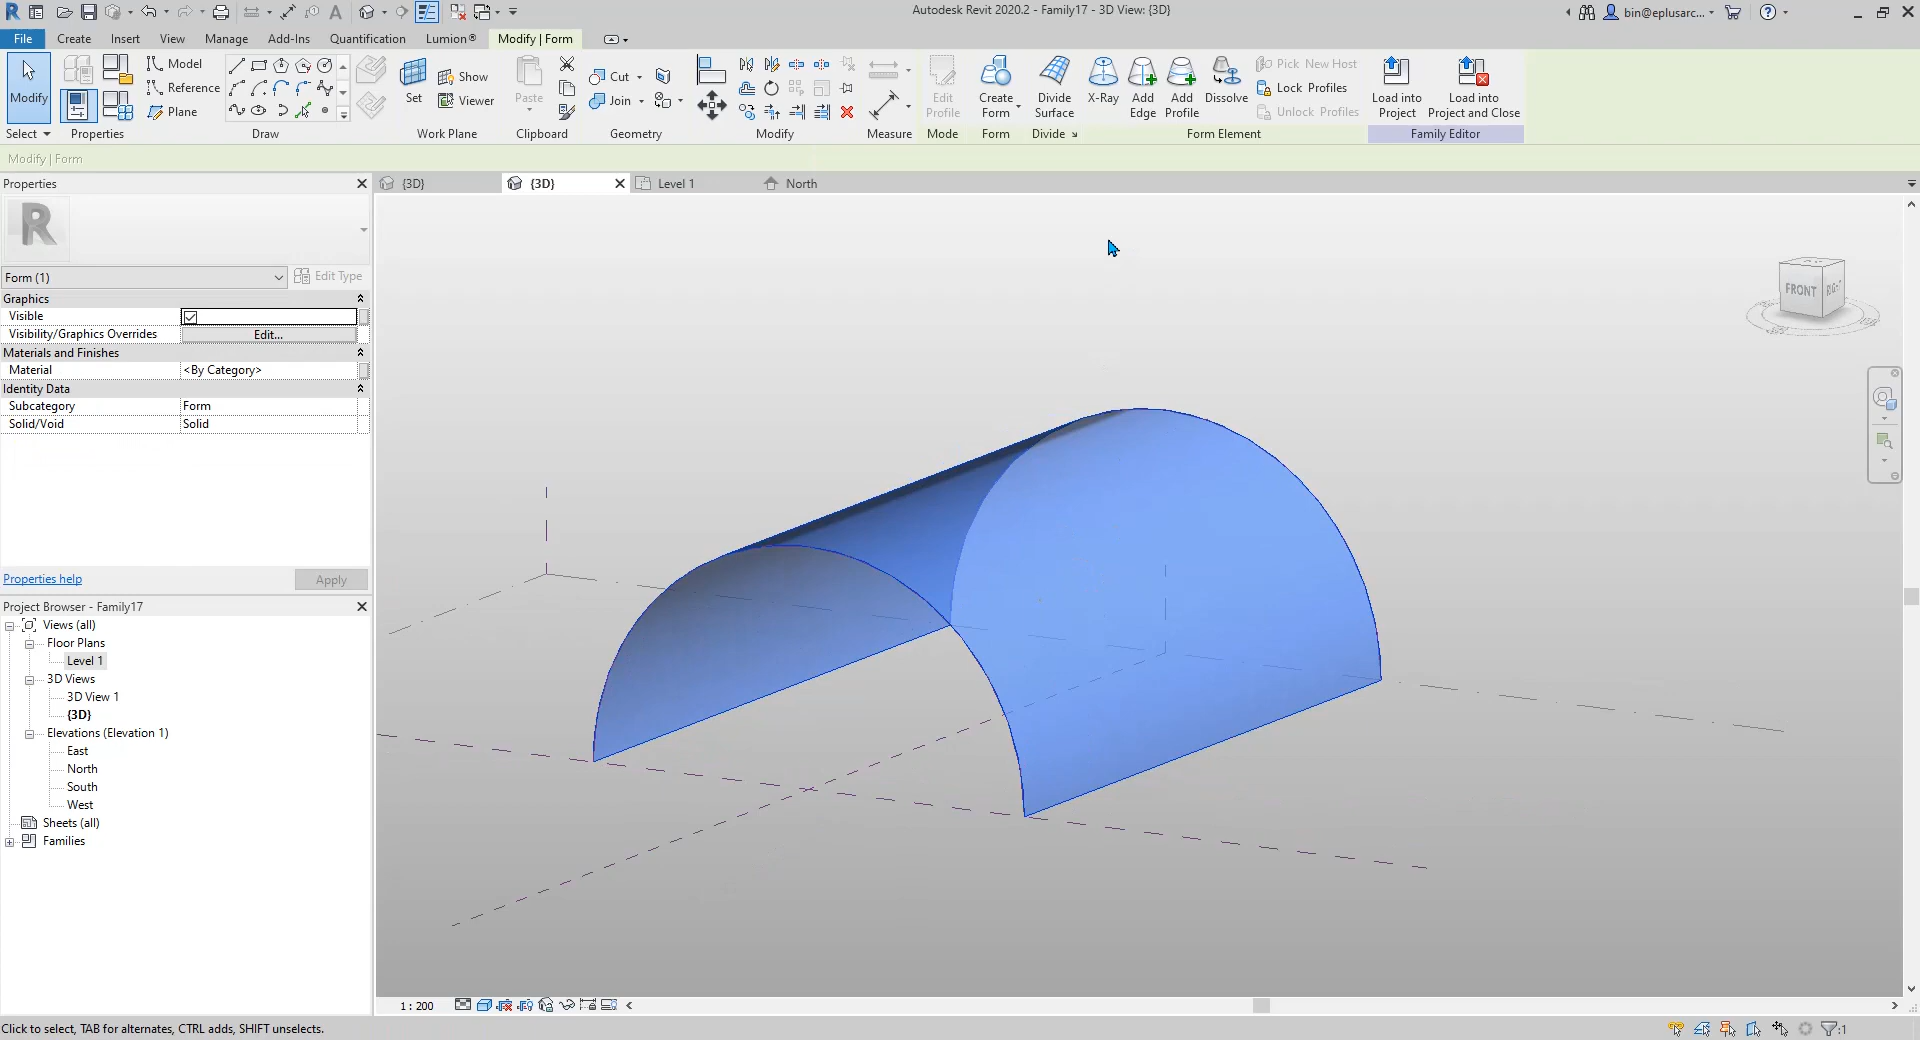 Autodesk Revit 2020.2 - Family17 - 3D View: {3D}
bin@eplusarc...
File Create Insert View Manage Add-Ins Quantification Lumion® Modify | Form
Modify
Select
Properties
Model
Reference
Plane
Draw
Set
Show
Viewer
Work Plane
Paste
Clipboard
Cut
Join
Geometry
Modify
Measure
Edit Profile
Mode
Create Form
Form
Divide Surface
Divide
X-Ray
Add Edge
Add Profile
Dissolve
Pick New Host
Lock Profiles
Unlock Profiles
Form Element
Load into Project
Load into Project and Close
Family Editor
Modify | Form
Properties
{3D}
{3D}
Level 1
North
R
Form (1)
Edit Type
Graphics
Visible
Visibility/Graphics Overrides Edit...
Materials and Finishes
Material <By Category>
Identity Data
Subcategory Form
Solid/Void Solid
Properties help
Apply
Project Browser - Family17
Views (all)
Floor Plans
Level 1
3D Views
3D View 1
{3D}
Elevations (Elevation 1)
East
North
South
West
Sheets (all)
Families
FRONT
RIGHT
1 : 200
Click to select, TAB for alternates, CTRL adds, SHIFT unselects.
:1